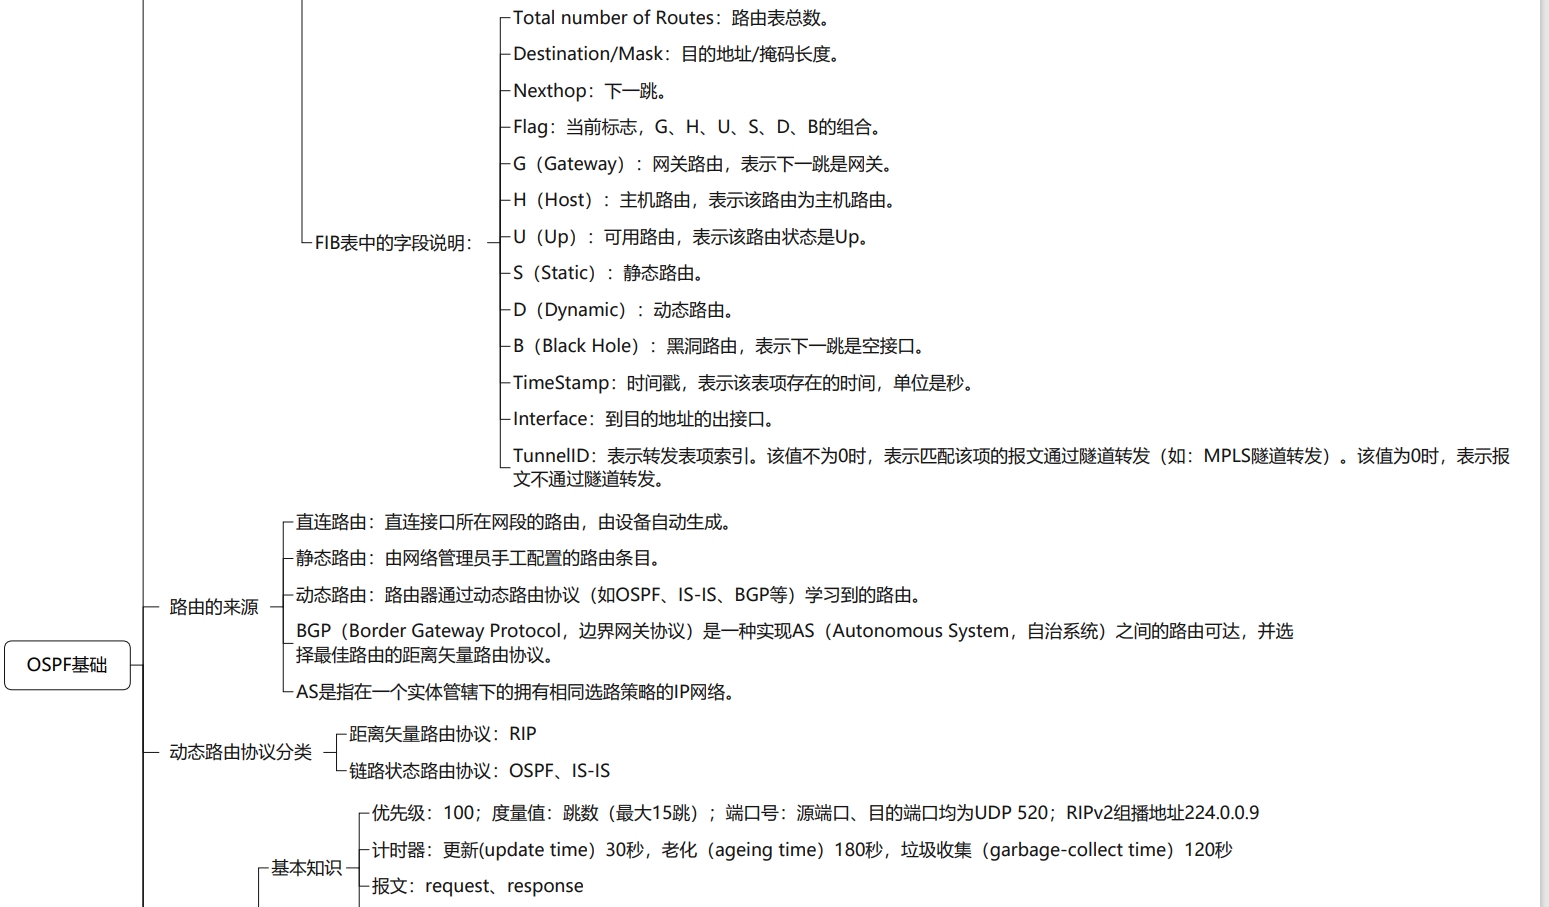 Total number of Routes：路由表总数。
Destination/Mask：目的地址/掩码长度。
Nexthop：下一跳。
Flag：当前标志，G、H、U、S、D、B的组合。
G（Gateway）：网关路由，表示下一跳是网关。
H（Host）：主机路由，表示该路由为主机路由。
FIB表中的字段说明：
U（Up）：可用路由，表示该路由状态是Up。
S（Static）：静态路由。
D（Dynamic）：动态路由。
B（Black Hole）：黑洞路由，表示下一跳是空接口。
TimeStamp：时间戳，表示该表项存在的时间，单位是秒。
Interface：到目的地址的出接口。
TunnelID：表示转发表项索引。该值不为0时，表示匹配该项的报文通过隧道转发（如：MPLS隧道转发）。该值为0时，表示报
文不通过隧道转发。
路由的来源
直连路由：直连接口所在网段的路由，由设备自动生成。
静态路由：由网络管理员手工配置的路由条目。
动态路由：路由器通过动态路由协议（如OSPF、IS-IS、BGP等）学习到的路由。
BGP（Border Gateway Protocol，边界网关协议）是一种实现AS（Autonomous System，自治系统）之间的路由可达，并选
择最佳路由的距离矢量路由协议。
AS是指在一个实体管辖下的拥有相同选路策略的IP网络。
OSPF基础
动态路由协议分类
距离矢量路由协议：RIP
链路状态路由协议：OSPF、IS-IS
基本知识
优先级：100；度量值：跳数（最大15跳）；端口号：源端口、目的端口均为UDP 520；RIPv2组播地址224.0.0.9
计时器：更新(update time）30秒，老化（ageing time）180秒，垃圾收集（garbage-collect time）120秒
报文：request、response